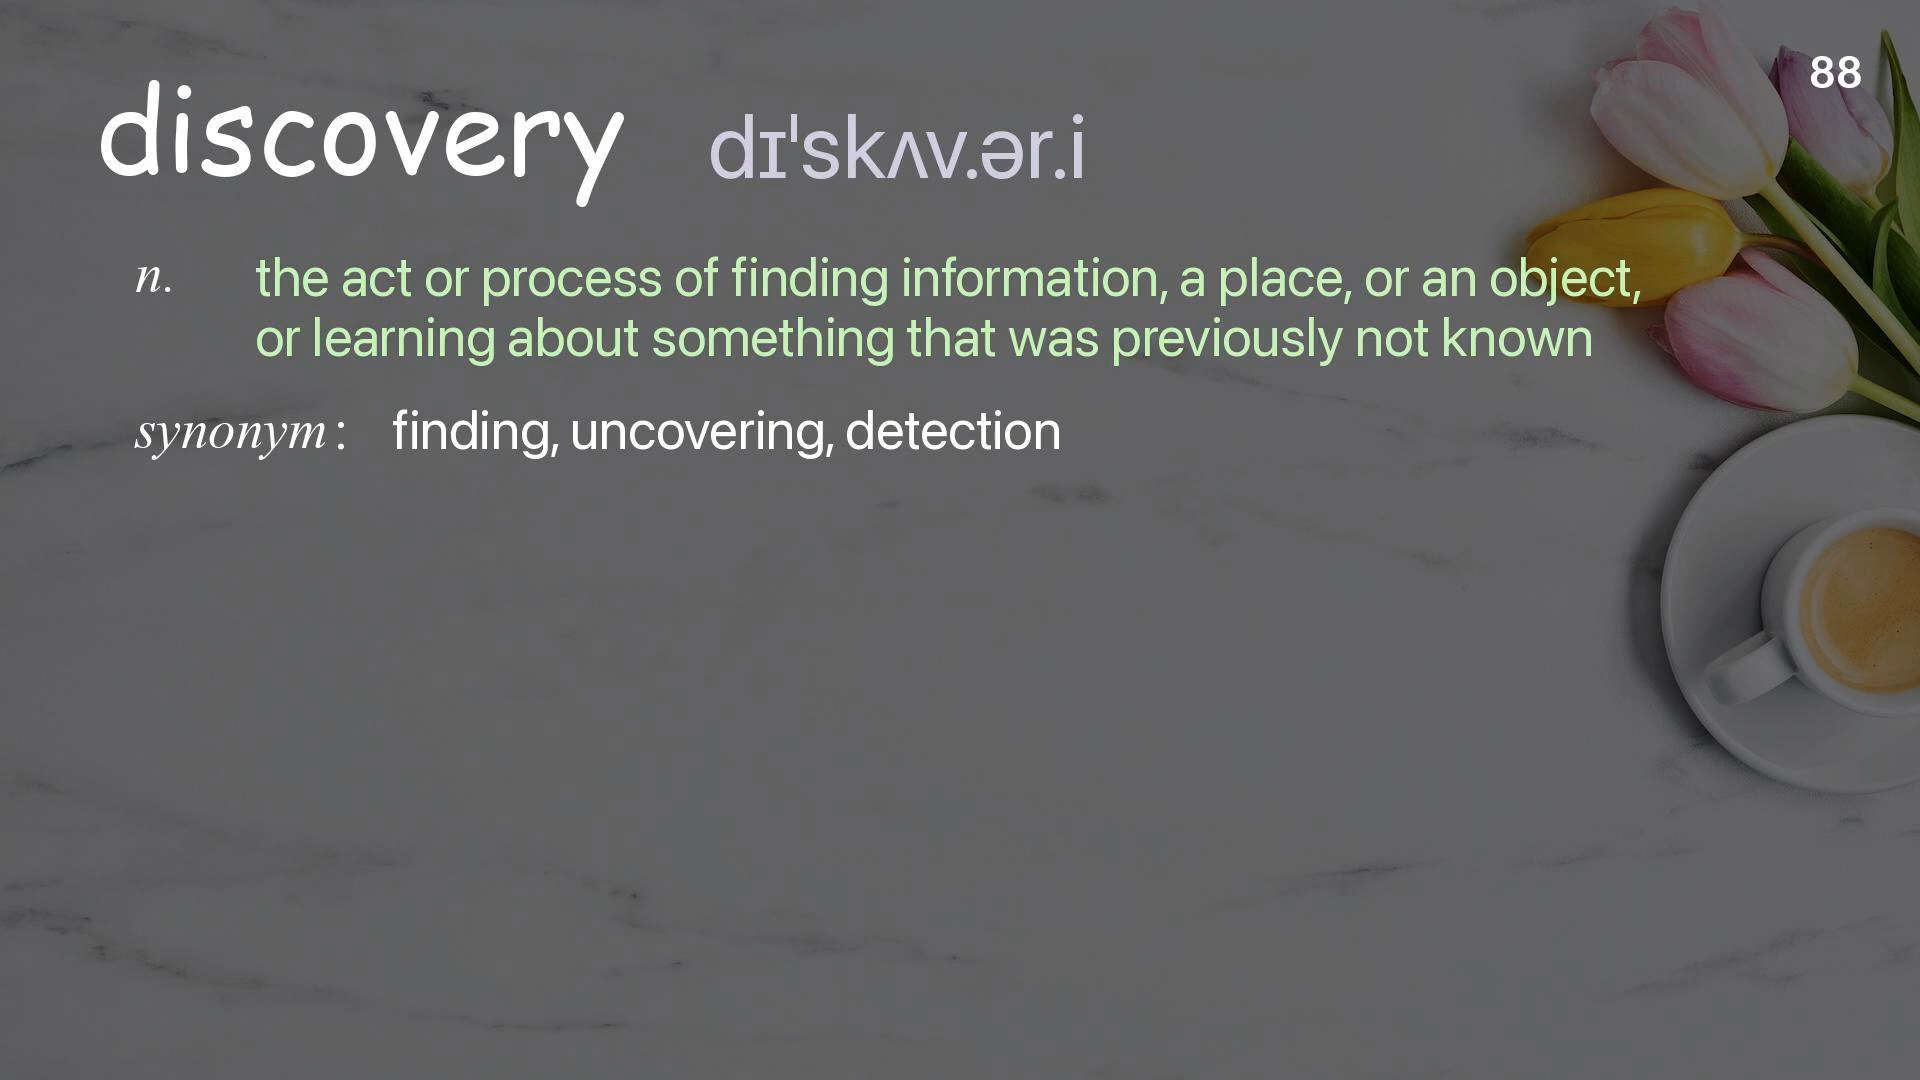 88
discovery dɪˈskʌv.ər.i
n. the act or process of finding information, a place, or an object,
or learning about something that was previously not known
synonym: finding, uncovering, detection